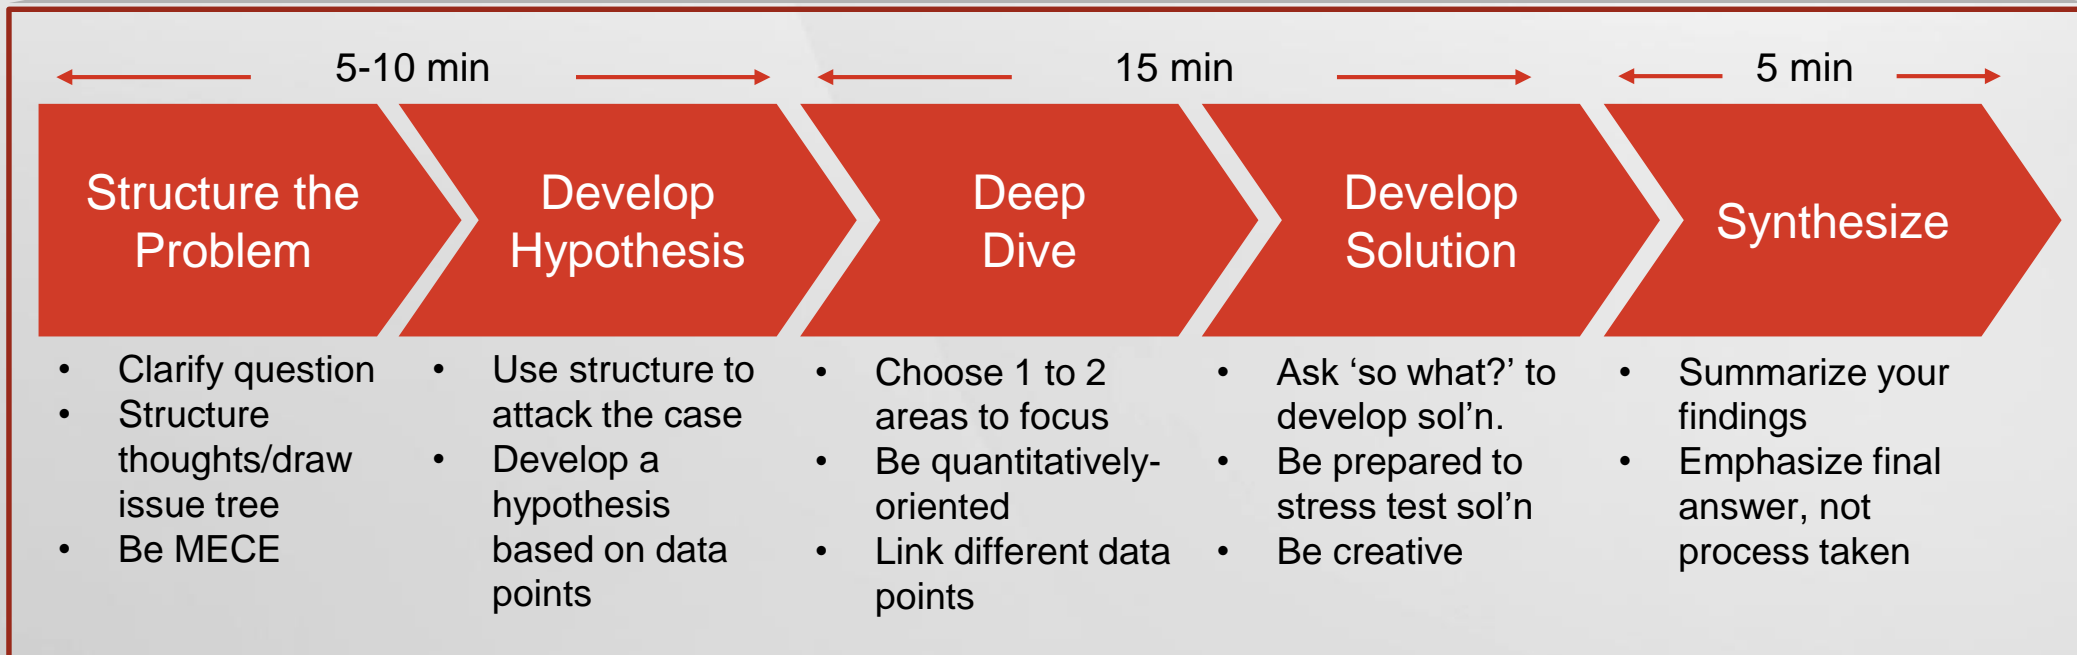 5-10 min
15 min
5 min
Structure the
Problem
Develop
Hypothesis
Deep
Dive
Develop
Solution
Synthesize
• Clarify question
• Structure
thoughts/draw
issue tree
• Be MECE
• Use structure to
attack the case
• Develop a
hypothesis
based on data
points
• Choose 1 to 2
areas to focus
• Be quantitatively-
oriented
• Link different data
points
• Ask ‘so what?’ to
develop sol’n.
• Be prepared to
stress test sol’n
• Be creative
• Summarize your
findings
• Emphasize final
answer, not
process taken